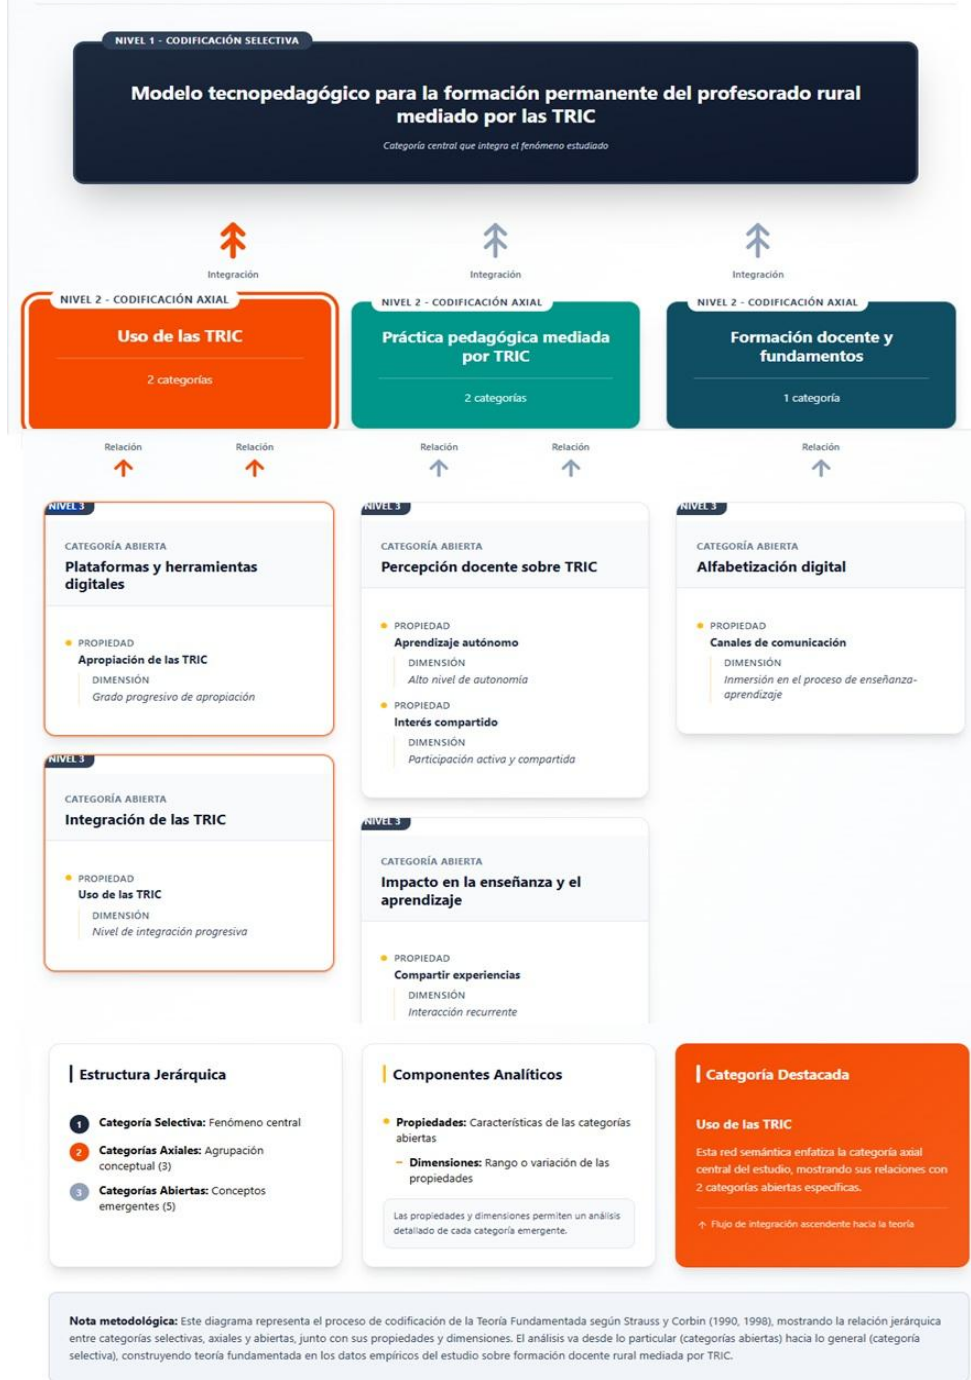 NIVEL 1 - CODIFICACIÓN SELECTIVA
Modelo tecnopedagógico para la formación permanente del profesorado rural
mediado por las TRIC
Categoría central que integra el fenómeno estudiado
Integración
Integración
Integración
NIVEL 2 - CODIFICACIÓN AXIAL
Uso de las TRIC
2 categorías
NIVEL 2 - CODIFICACIÓN AXIAL
Práctica pedagógica mediada
por TRIC
2 categorías
NIVEL 2 - CODIFICACIÓN AXIAL
Formación docente y
fundamentos
1 categoría
Relación
Relación
Relación
Relación
Relación
NIVEL 3
CATEGORÍA ABIERTA
Plataformas y herramientas
digitales
PROPIEDAD
Apropiación de las TRIC
DIMENSIÓN
Grado progresivo de apropiación
NIVEL 3
CATEGORÍA ABIERTA
Integración de las TRIC
PROPIEDAD
Uso de las TRIC
DIMENSIÓN
Nivel de integración progresiva
NIVEL 3
CATEGORÍA ABIERTA
Percepción docente sobre TRIC
PROPIEDAD
Aprendizaje autónomo
DIMENSIÓN
Alto nivel de autonomía
PROPIEDAD
Interés compartido
DIMENSIÓN
Participación activa y compartida
NIVEL 3
CATEGORÍA ABIERTA
Impacto en la enseñanza y el
aprendizaje
PROPIEDAD
Compartir experiencias
DIMENSIÓN
Interacción recurrente
NIVEL 3
CATEGORÍA ABIERTA
Alfabetización digital
PROPIEDAD
Canales de comunicación
DIMENSIÓN
Inmersión en el proceso de enseñanza-
aprendizaje
Estructura Jerárquica
1 Categoría Selectiva: Fenómeno central
2 Categorías Axiales: Agrupación
conceptual (3)
3 Categorías Abiertas: Conceptos
emergentes (5)
Componentes Analíticos
Propiedades: Características de las categorías
abiertas
– Dimensiones: Rango o variación de las
propiedades
Las propiedades y dimensiones permiten un análisis
detallado de cada categoría emergente.
Categoría Destacada
Uso de las TRIC
Esta red semántica enfatiza la categoría axial
central del estudio, mostrando sus relaciones con
2 categorías abiertas específicas.
↑ Flujo de integración ascendente hacia la teoría
Nota metodológica: Este diagrama representa el proceso de codificación de la Teoría Fundamentada según Strauss y Corbin (1990, 1998), mostrando la relación jerárquica
entre categorías selectivas, axiales y abiertas, junto con sus propiedades y dimensiones. El análisis va desde lo particular (categorías abiertas) hacia lo general (categoría
selectiva), construyendo teoría fundamentada en los datos empíricos del estudio sobre formación docente rural mediada por TRIC.